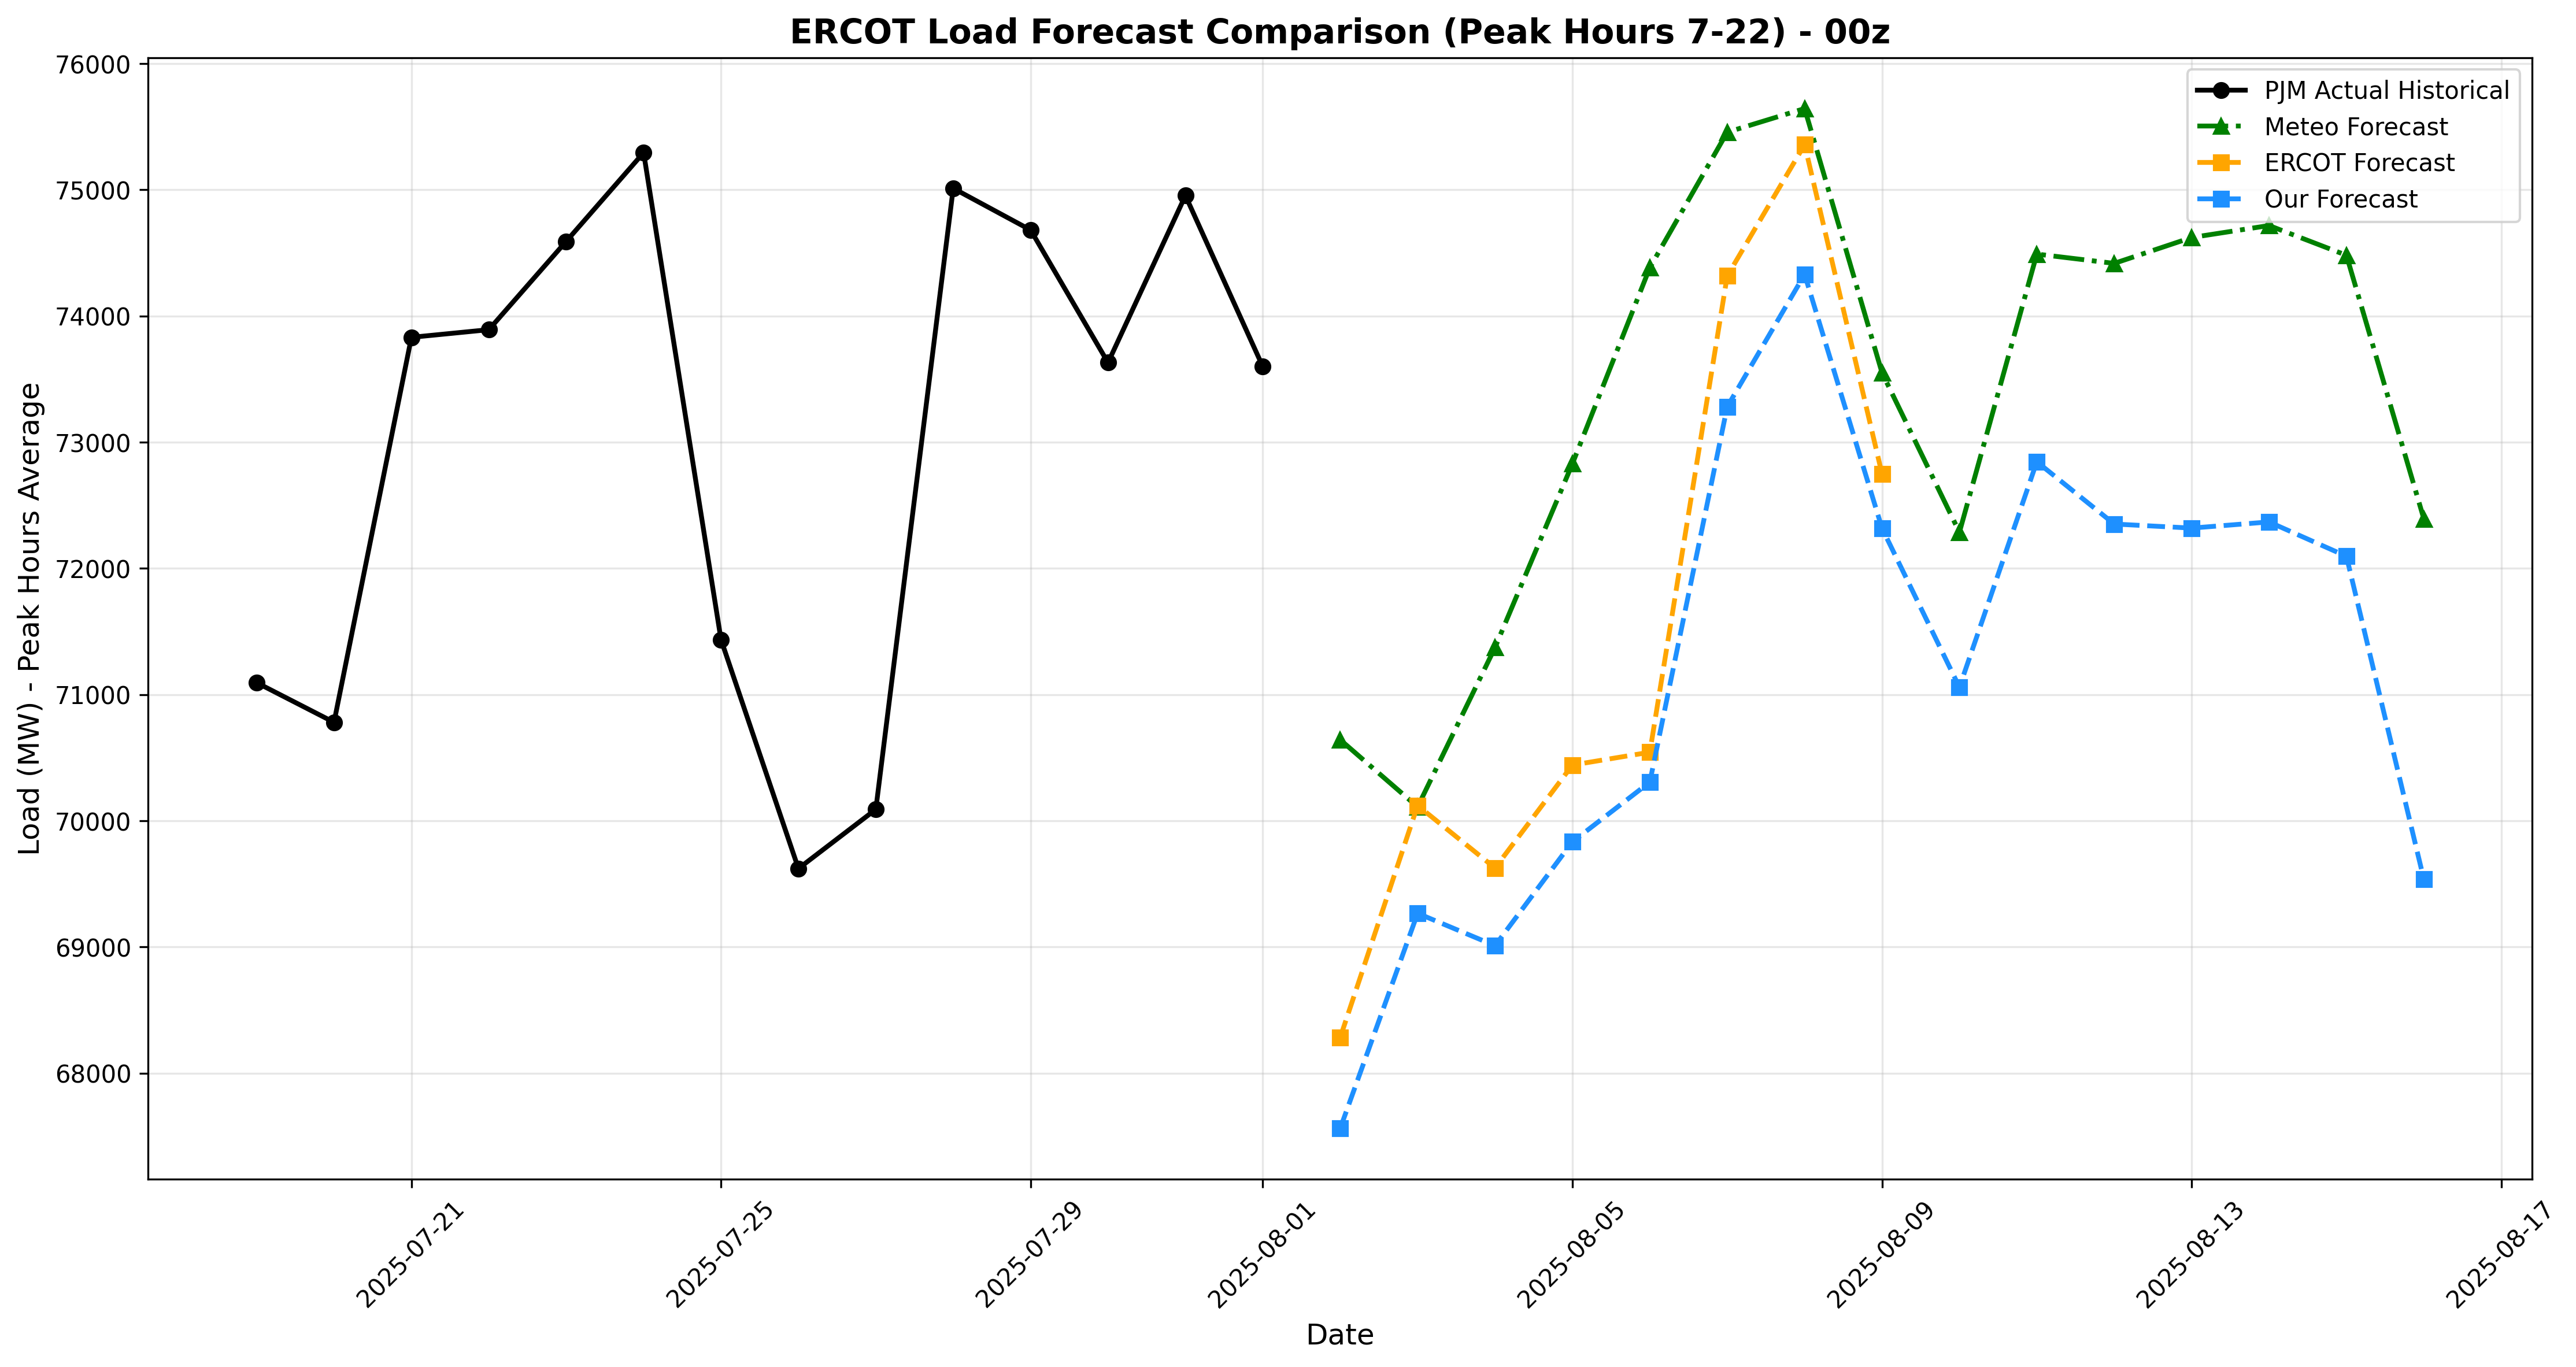 ERCOT Load Forecast Comparison (Peak Hours 7-22) - 00z
PJM Actual Historical
Meteo Forecast
ERCOT Forecast
Our Forecast
Load (MW) - Peak Hours Average
76000
75000
74000
73000
72000
71000
70000
69000
68000
2025-07-21
2025-07-25
2025-07-29
2025-08-01
2025-08-05
2025-08-09
2025-08-13
2025-08-17
Date